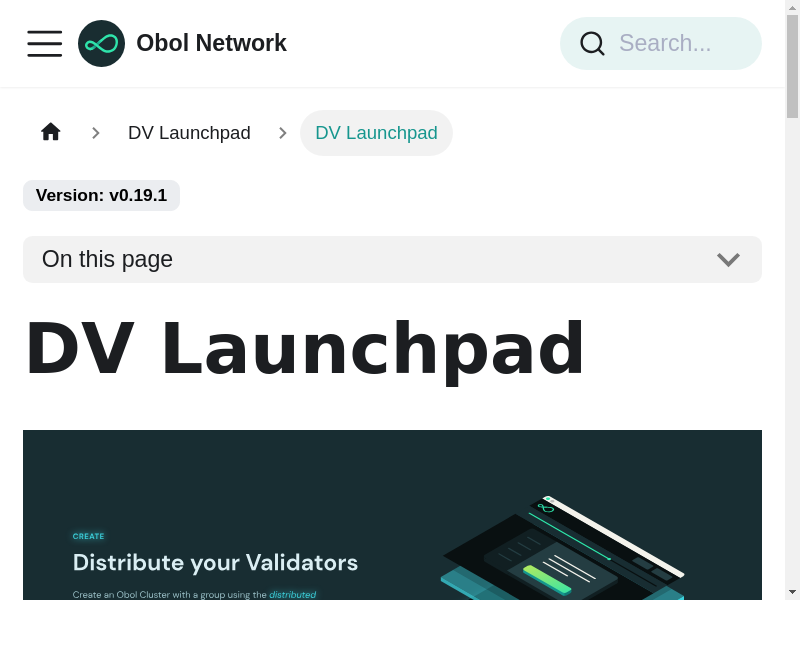 Obol Network
Search...
DV Launchpad
DV Launchpad
Version: v0.19.1
On this page
DV Launchpad
CREATE
Distribute your Validators
Create an Obol Cluster with a group using the distributed